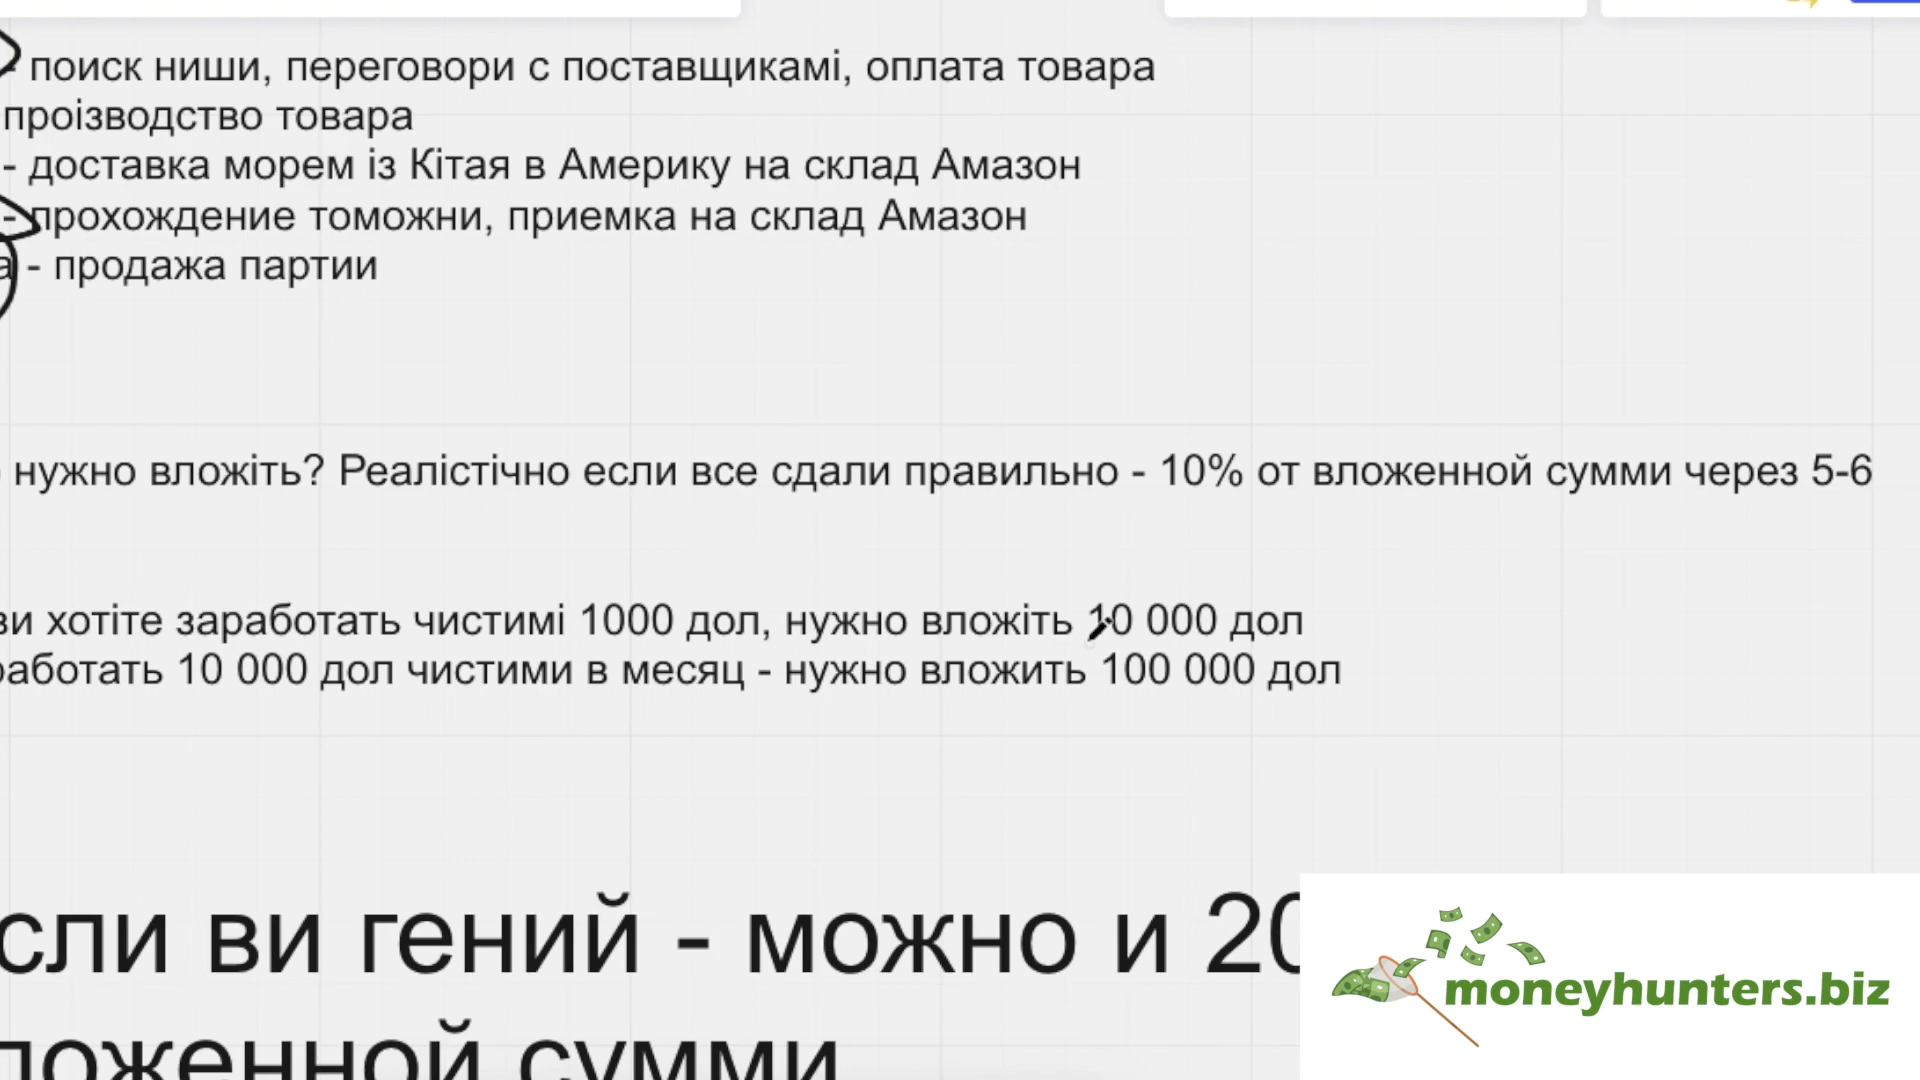 - поиск ниши, переговори с поставщикамі, оплата товара
проізводство товара
- доставка морем із Кітая в Америку на склад Амазон
- прохождение томожни, приемка на склад Амазон
а - продажа партии
нужно вложіть? Реалістічно если все сдали правильно - 10% от вложенной сумми через 5-6
ви хотіте заработать чистимі 1000 дол, нужно вложіть 10 000 дол
работать 10 000 дол чистими в месяц - нужно вложить 100 000 дол
сли ви гений - можно и 20
ложенной сумми
moneyhunters.biz